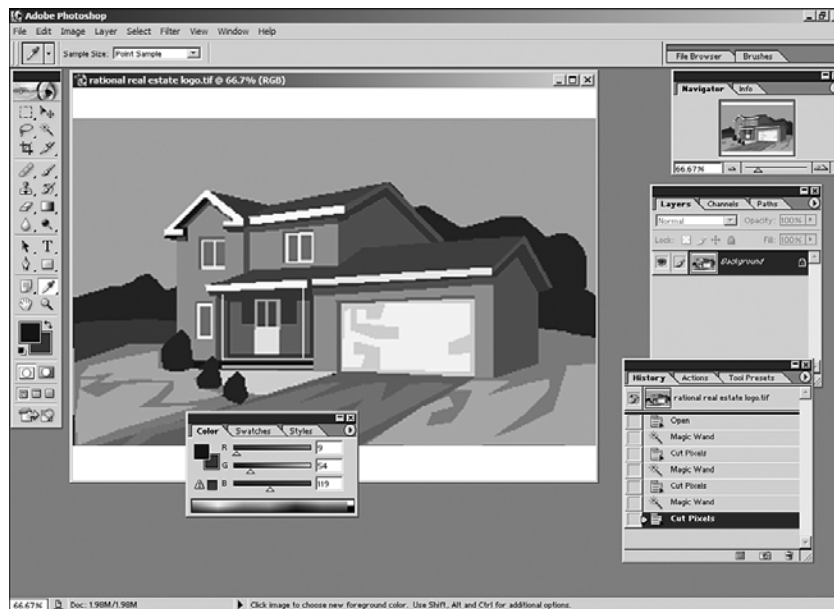 Adobe Photoshop
File Edit Image Layer Select Filter View Window Help
Sample Size: Point Sample
File Browser Brushes
rational real estate logo.tif @ 66.7% (RGB)
Navigator Info
66.67%
Layers Channels Paths
Normal Opacity: 100%
Lock: Fill: 100%
Background
History Actions Tool Presets
rational real estate logo.tif
Open
Magic Wand
Cut Pixels
Magic Wand
Cut Pixels
Magic Wand
Cut Pixels
Color Swatches Styles
R 9
G 54
B 119
66.67% Doc: 1.98M/1.98M Click image to choose new foreground color. Use Shift, Alt and Ctrl for additional options.